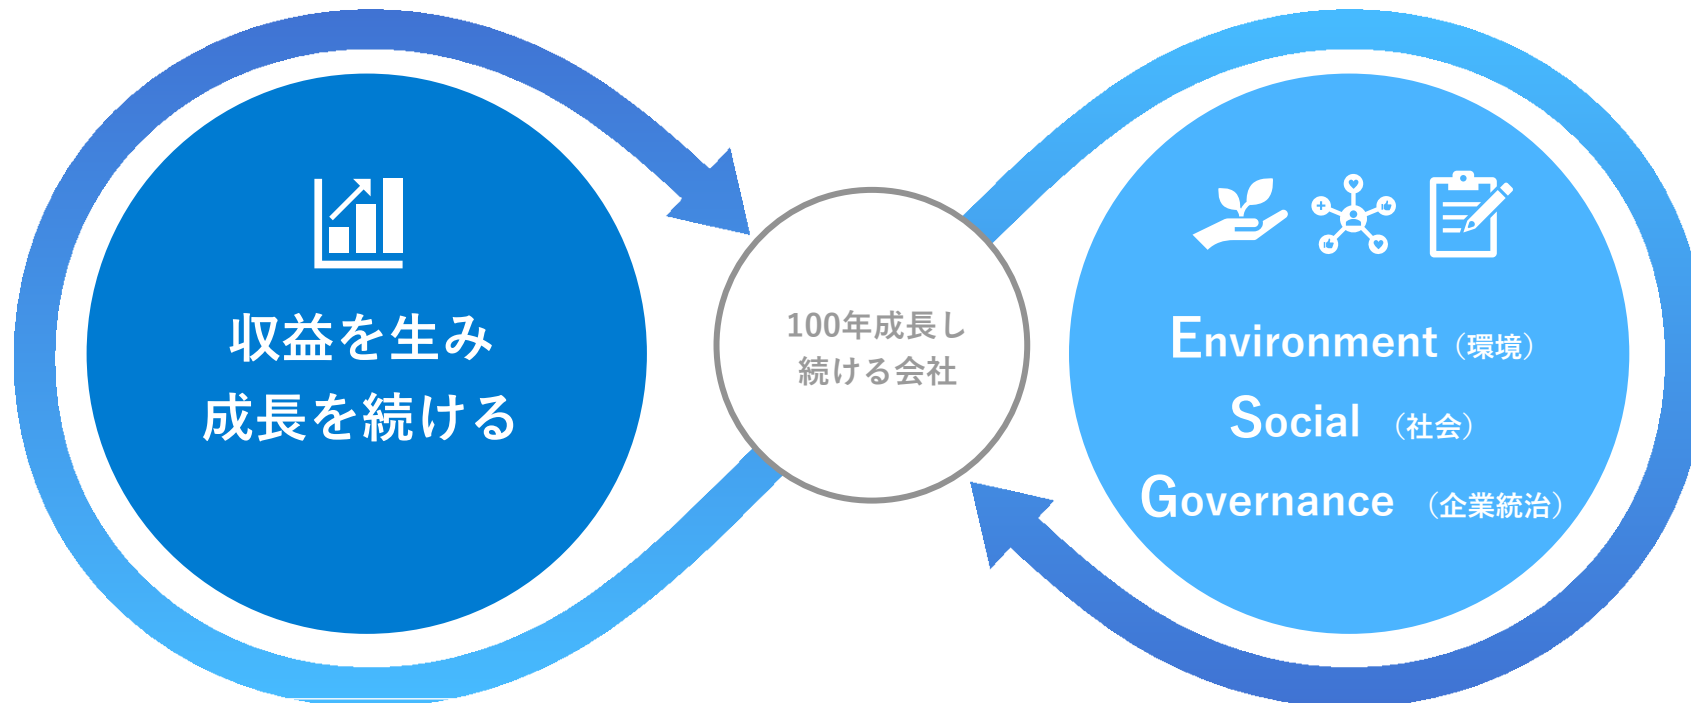 収益を生み
成長を続ける
100年成長し
続ける会社
Environment（環境）
Social （社会）
Governance （企業統治）